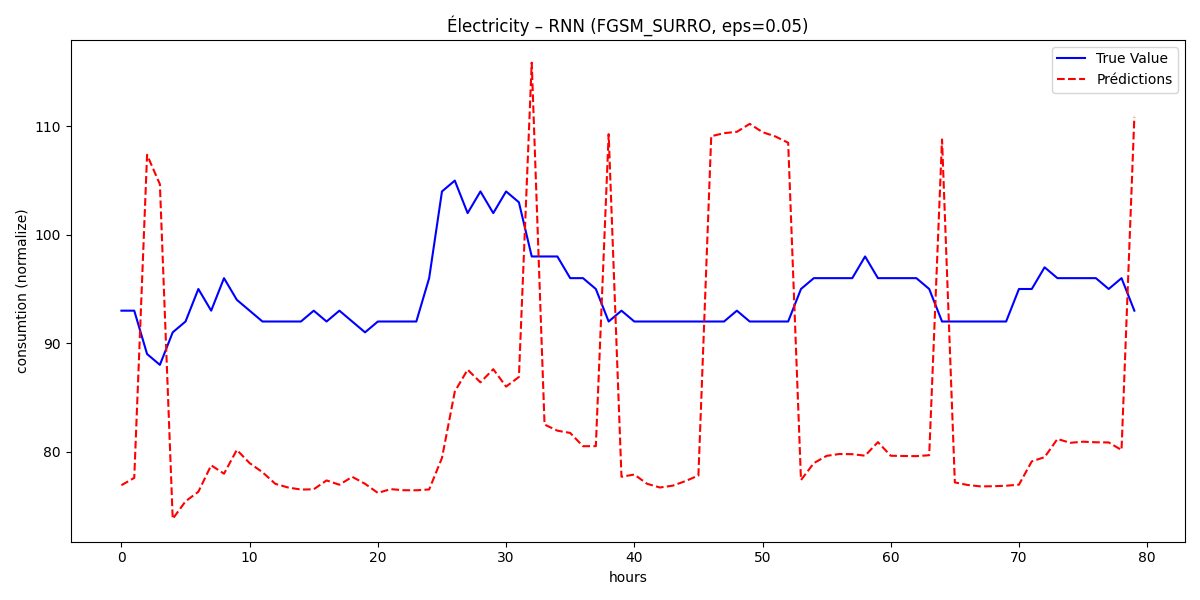 Électricity – RNN (FGSM_SURRO, eps=0.05)
True Value
Prédictions
consumtion (normalize)
110
100
90
80
0 10 20 30 40 50 60 70 80
hours